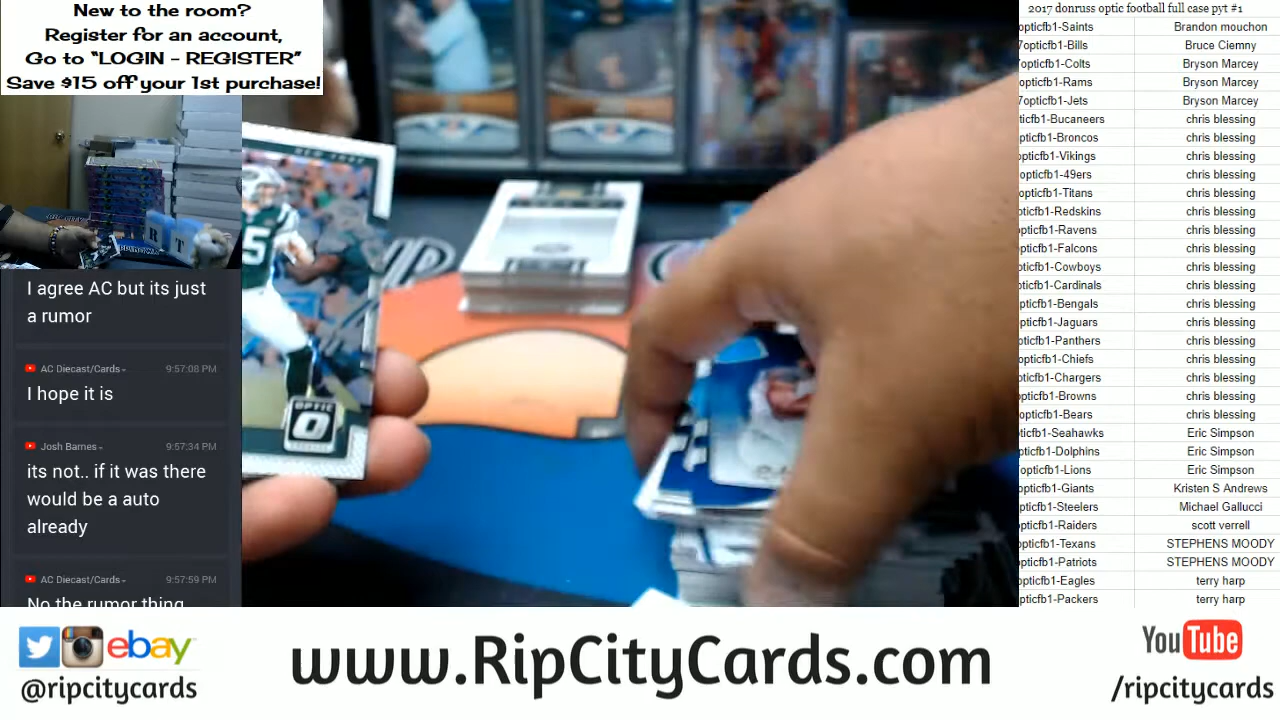 New to the room?
Register for an account,
Go to “LOGIN - REGISTER”
Save $15 off your 1st purchase!
I agree AC but its just
a rumor
AC Diecast/Cards 9:57:08 PM
I hope it is
Josh Barnes 9:57:34 PM
its not.. if it was there
would be a auto
already
AC Diecast/Cards 9:57:59 PM
No the rumor thing
NEW YORK
OPTIC
2017 donruss optic football full case pyt #1
opticfb1-Saints Brandon mouchon
7opticfb1-Bills Bruce Ciemny
opticfb1-Colts Bryson Marcey
opticfb1-Rams Bryson Marcey
7opticfb1-Jets Bryson Marcey
opticfb1-Bucaneers chris blessing
opticfb1-Broncos chris blessing
opticfb1-Vikings chris blessing
opticfb1-49ers chris blessing
opticfb1-Titans chris blessing
opticfb1-Redskins chris blessing
opticfb1-Ravens chris blessing
opticfb1-Falcons chris blessing
opticfb1-Cowboys chris blessing
opticfb1-Cardinals chris blessing
opticfb1-Bengals chris blessing
opticfb1-Jaguars chris blessing
opticfb1-Panthers chris blessing
opticfb1-Chiefs chris blessing
opticfb1-Chargers chris blessing
opticfb1-Browns chris blessing
opticfb1-Bears chris blessing
opticfb1-Seahawks Eric Simpson
opticfb1-Dolphins Eric Simpson
opticfb1-Lions Eric Simpson
opticfb1-Giants Kristen S Andrews
opticfb1-Steelers Michael Gallucci
opticfb1-Raiders scott verrell
opticfb1-Texans STEPHENS MOODY
opticfb1-Patriots STEPHENS MOODY
opticfb1-Eagles terry harp
opticfb1-Packers terry harp
ebay
@ripcitycards
www.RipCityCards.com
YouTube
/ripcitycards